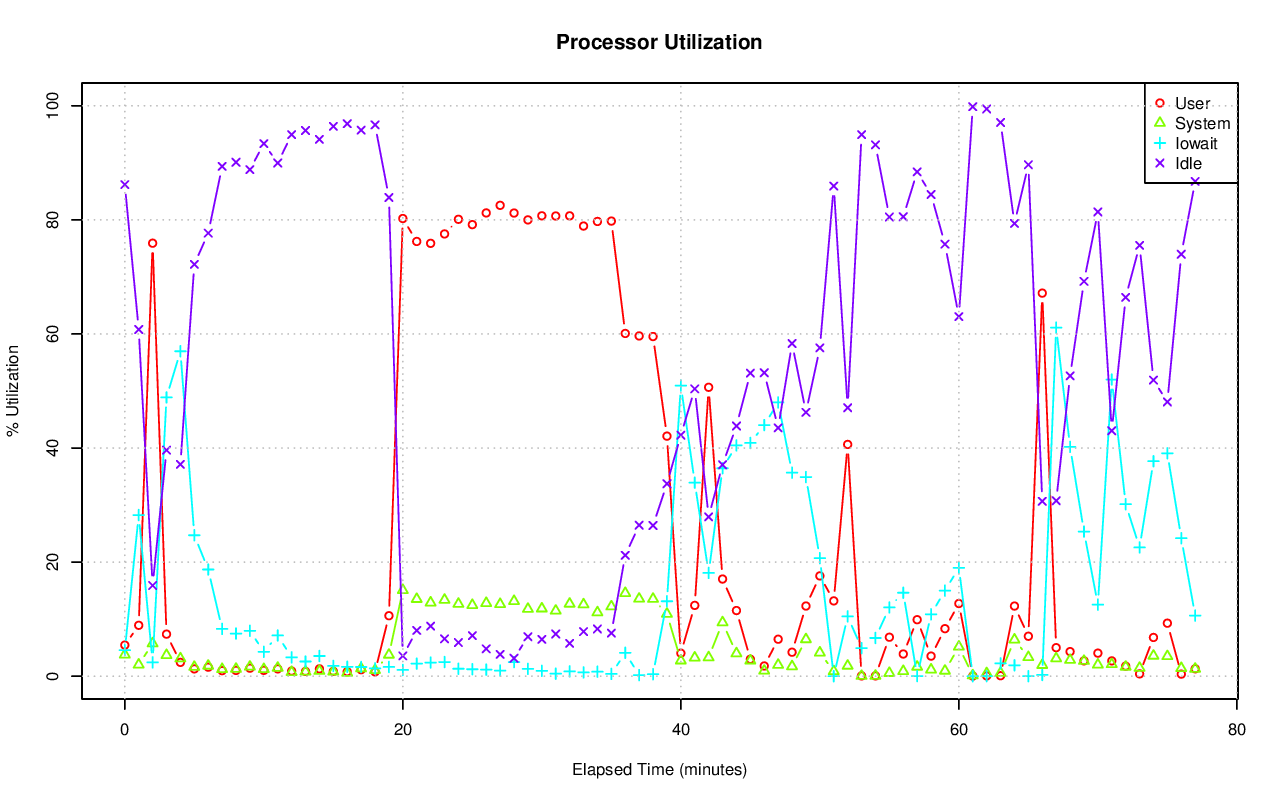 Processor Utilization
% Utilization
100
80
60
40
20
0
User
System
Iowait
Idle
0 20 40 60 80
Elapsed Time (minutes)